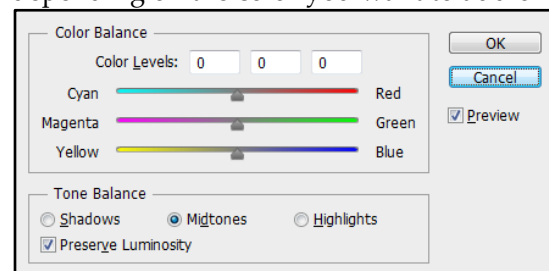 Color Balance
Color Levels: 0 0 0
Cyan Red
Magenta Green
Yellow Blue
Tone Balance
Shadows Midtones Highlights
Preserve Luminosity
OK
Cancel
Preview